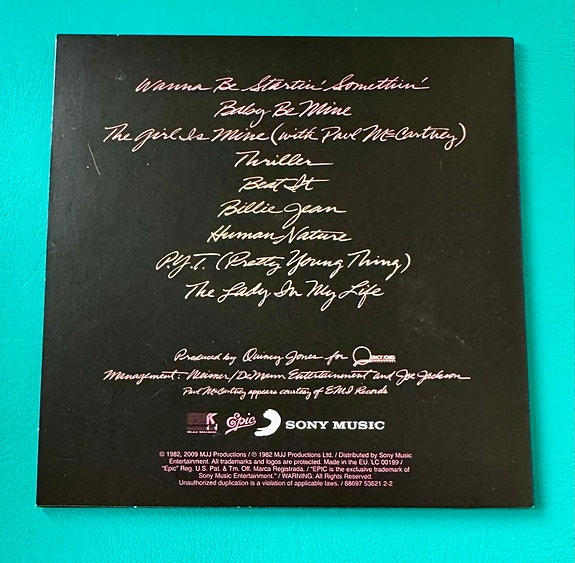 Wanna Be Startin' Somethin'
Baby Be Mine
The Girl Is Mine (with Paul McCartney)
Thriller
Beat It
Billie Jean
Human Nature
P.Y.T. (Pretty Young Thing)
The Lady In My Life
Produced by Quincy Jones for QUINCY JONES PRODUCTIONS
Management: Weisner/DeMann Entertainment and Joe Jackson
Paul McCartney appears courtesy of EMI Records
Epic SONY MUSIC
© 1982, 2009 MJJ Productions / ℗ 1982 MJJ Productions Ltd. / Distributed by Sony Music
Entertainment. All trademarks and logos are protected. Made in the EU. LC 00199 /
"Epic" Reg. U.S. Pat. & Tm. Off. Marca Registrada. / "EPIC is the exclusive trademark of
Sony Music Entertainment." / WARNING: All Rights Reserved.
Unauthorized duplication is a violation of applicable laws. / 88697 53621 2-2